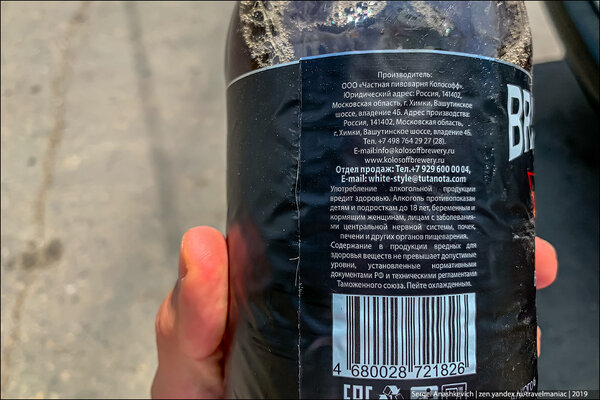 Производитель:
ООО «Частная пивоварня Колософф»
Юридический адрес: Россия, 141402,
Московская область, г. Химки, Вашутинское
шоссе, владение 4Б. Адрес производства:
Россия, 141402, Московская область,
г. Химки, Вашутинское шоссе, владение 4Б.
Тел. +7 498 764 29 27 (28).
E-mail:info@kolosoffbrewery.ru
www.kolosoffbrewery.ru
Отдел продаж: Тел.+7 929 600 00 04,
E-mail: white-style@tutanota.com
Употребление алкогольной продукции
вредит здоровью. Алкоголь противопоказан
детям и подросткам до 18 лет, беременным и
кормящим женщинам, лицам с заболевания-
ми центральной нервной системы, почек,
печени и других органов пищеварения.
Содержание в продукции вредных для
здоровья веществ не превышает допустимые
уровни, установленные нормативными
документами РФ и техническими регламентами
Таможенного союза. Пейте охлажденным.
BR
4 680028 721826
EAC
Sergei Anashkevich | zen.yandex.ru/travelmaniac | 2019